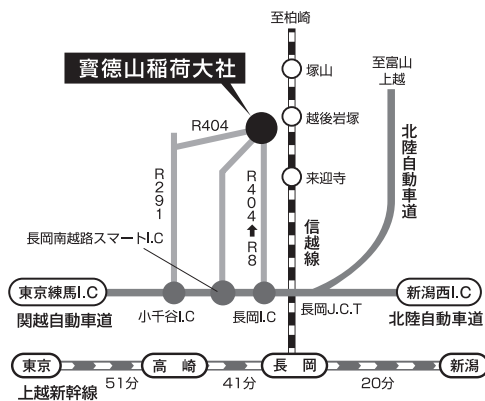 至柏崎
塚山
至富山
上越
寳德山稲荷大社
越後岩塚
R404
北陸自動車道
来迎寺
R291
R404⬅R8
信越線
長岡南越路スマートI.C
東京練馬I.C
新潟西I.C
関越自動車道
小千谷I.C
長岡I.C
長岡J.C.T
北陸自動車道
東京
高崎
長岡
新潟
上越新幹線
51分
41分
20分